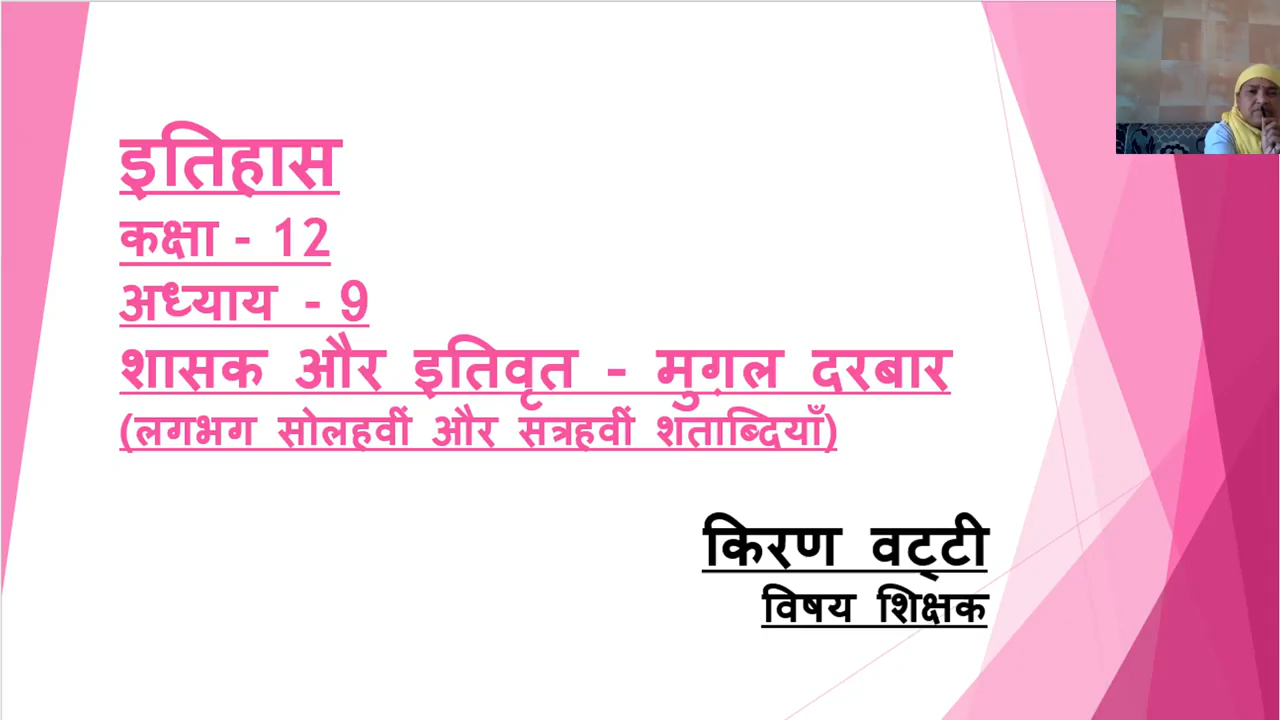 इतिहास
कक्षा - 12
अध्याय - 9
शासक और इतिवृत - मुग़ल दरबार
(लगभग सोलहवीं और सत्रहवीं शताब्दियाँ)
किरण वट्टी
विषय शिक्षक